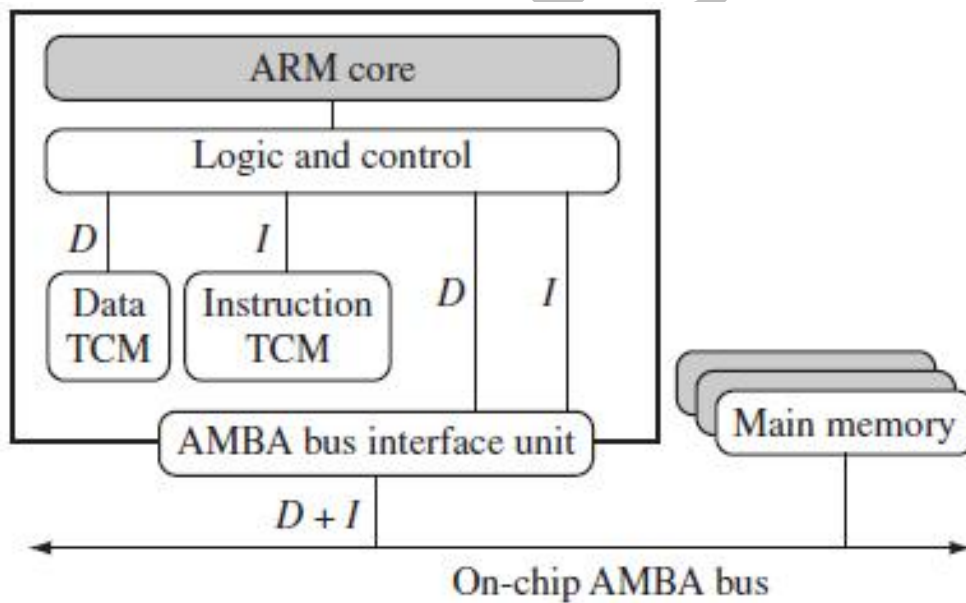 ARM core
Logic and control
D
I
D
I
Data
TCM
Instruction
TCM
Main memory
AMBA bus interface unit
D + I
On-chip AMBA bus